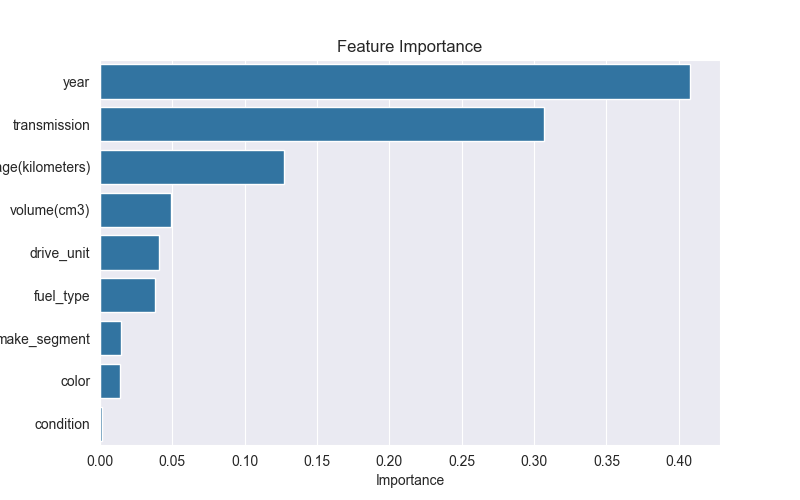 Feature Importance
year
transmission
age(kilometers)
volume(cm3)
drive_unit
fuel_type
make_segment
color
condition
0.00 0.05 0.10 0.15 0.20 0.25 0.30 0.35 0.40
Importance